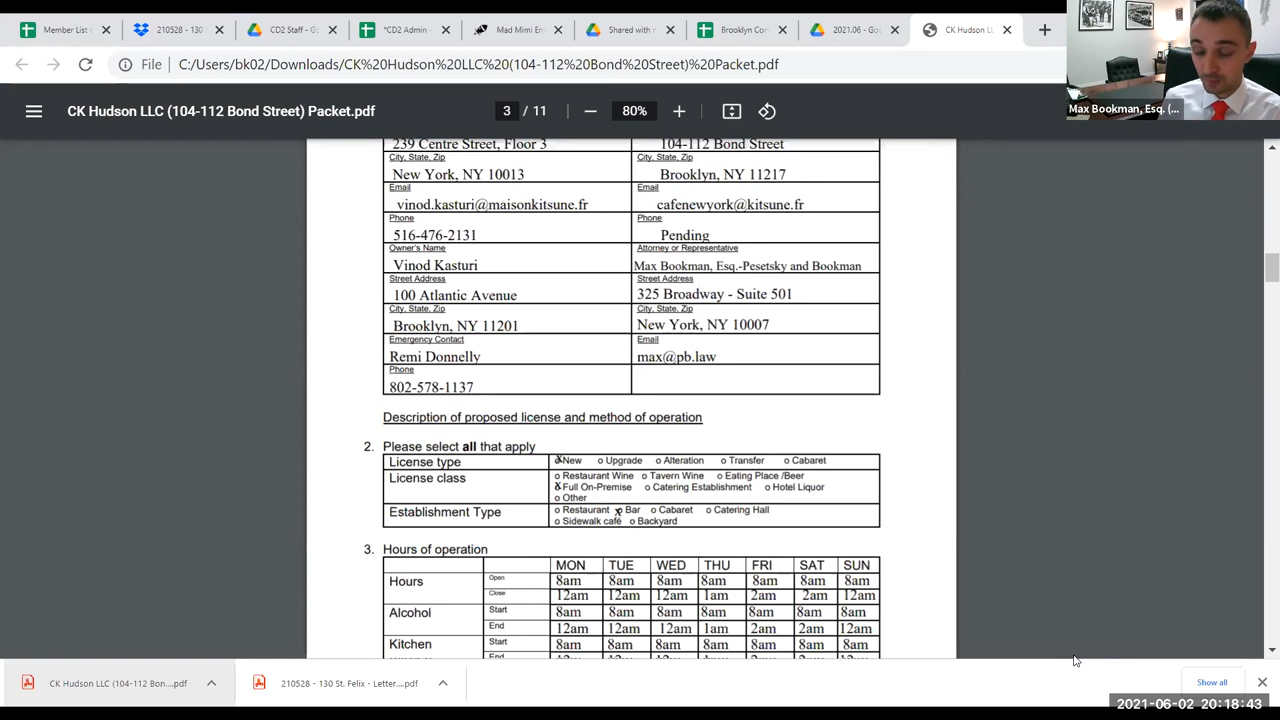 Member List
210528 - 130
CD2 Staff - Go
*CD2 Admin -
Mad Mimi Em
Shared with m
Brooklyn Com
2021.06 - Goo
CK Hudson LL
File C:/Users/bk02/Downloads/CK%20Hudson%20LLC%20(104-112%20Bond%20Street)%20Packet.pdf
Max Bookman, Esq. (...
CK Hudson LLC (104-112 Bond Street) Packet.pdf
3 / 11
80%
239 Centre Street, Floor 3 104-112 Bond Street
City, State, Zip City, State, Zip
New York, NY 10013 Brooklyn, NY 11217
Email Email
vinod.kasturi@maisonkitsune.fr cafenewyork@kitsune.fr
Phone Phone
516-476-2131 Pending
Owner's Name Attorney or Representative
Vinod Kasturi Max Bookman, Esq.-Pesetsky and Bookman
Street Address Street Address
100 Atlantic Avenue 325 Broadway - Suite 501
City, State, Zip City, State, Zip
Brooklyn, NY 11201 New York, NY 10007
Emergency Contact Email
Remi Donnelly max@pb.law
Phone
802-578-1137
Description of proposed license and method of operation
2. Please select all that apply
License type x o New o Upgrade o Alteration o Transfer o Cabaret
License class o Restaurant Wine o Tavern Wine o Eating Place /Beer
x Full On-Premise o Catering Establishment o Hotel Liquor
o Other
Establishment Type o Restaurant x o Bar o Cabaret o Catering Hall
o Sidewalk café o Backyard
3. Hours of operation
MON TUE WED THU FRI SAT SUN
Hours Open 8am 8am 8am 8am 8am 8am 8am
Close 12am 12am 12am 1am 2am 2am 12am
Alcohol Start 8am 8am 8am 8am 8am 8am 8am
End 12am 12am 12am 1am 2am 2am 12am
Kitchen Start 8am 8am 8am 8am 8am 8am 8am
End
CK Hudson LLC (104-112 Bon....pdf
210528 - 130 St. Felix - Letter....pdf
Show all
2021-06-02 20:18:43